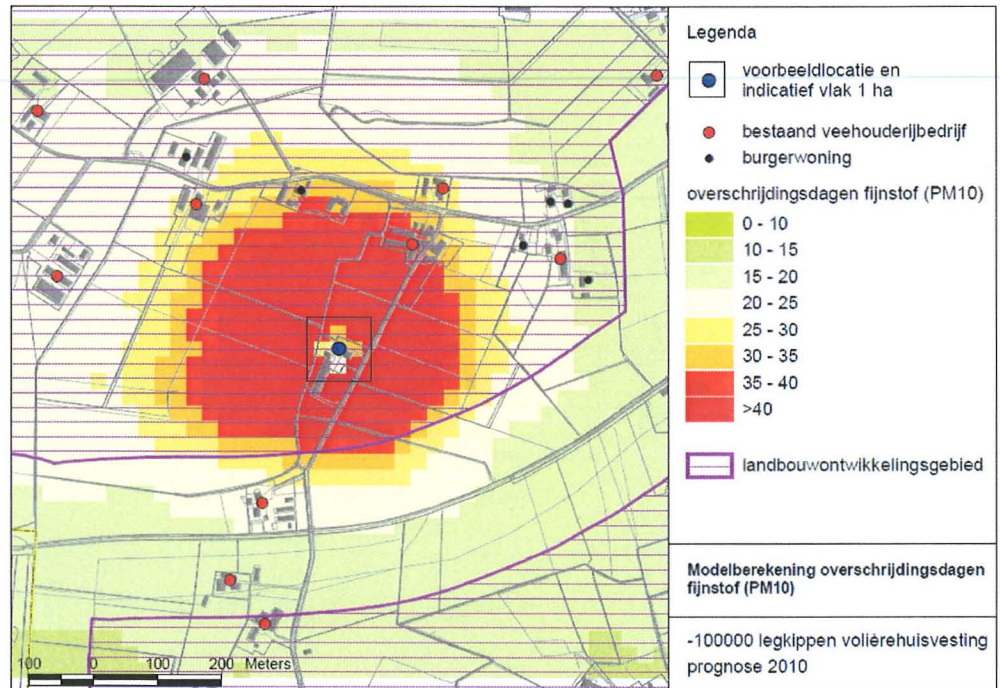 Legenda
voorbeeldlocatie en
indicatief vlak 1 ha
bestaand veehouderijbedrijf
burgerwoning
overschrijdingsdagen fijnstof (PM10)
0 - 10
10 - 15
15 - 20
20 - 25
25 - 30
30 - 35
35 - 40
>40
landbouwontwikkelingsgebied
Modelberekening overschrijdingsdagen
fijnstof (PM10)
-100000 legkippen volièrehuisvesting
prognose 2010
100 0 100 200 Meters